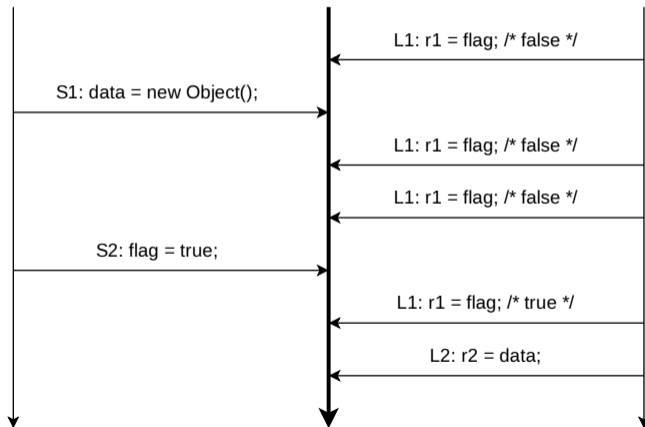 L1: r1 = flag; /* false */
S1: data = new Object();
L1: r1 = flag; /* false */
L1: r1 = flag; /* false */
S2: flag = true;
L1: r1 = flag; /* true */
L2: r2 = data;